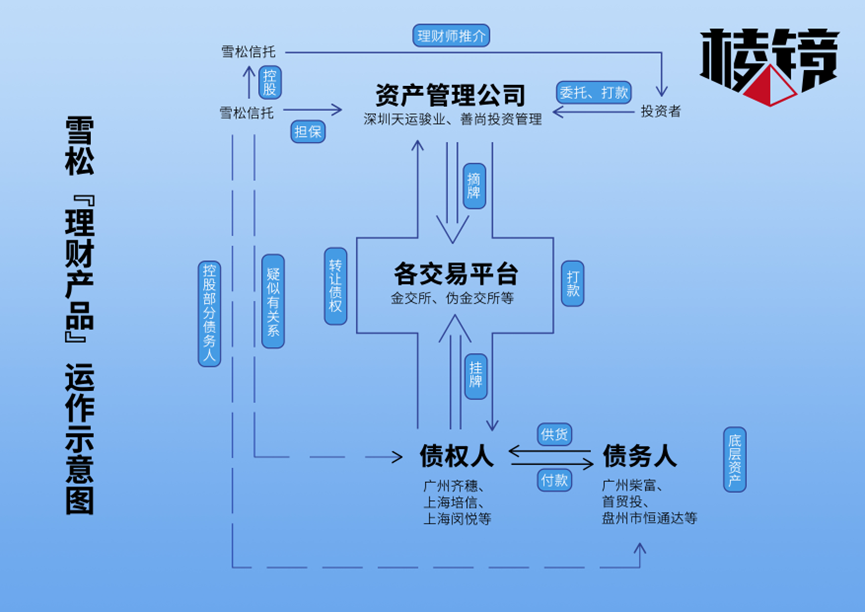 理财师推介
棱镜
雪松信托
控股
雪松信托
担保
资产管理公司
深圳天运骏业、善尚投资管理
委托、打款
投资者
雪松『理财产品』运作示意图
摘牌
控股部分债务人
疑似有关系
转让债权
各交易平台
金交所、伪金交所等
打款
挂牌
债权人
广州齐穗、
上海培信、
上海闵悦等
供货
付款
债务人
广州柴富、
首贸投、
盘州市恒通达等
底层资产